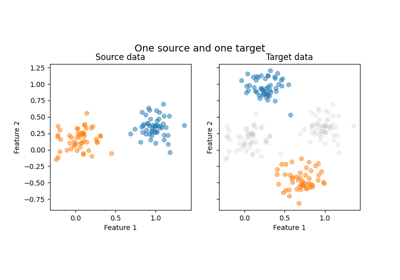 One source and one target
Source data
Target data
1.25
1.00
0.75
0.50
0.25
0.00
−0.25
−0.50
−0.75
Feature 2
Feature 2
0.0 0.5 1.0
0.0 0.5 1.0
Feature 1
Feature 1